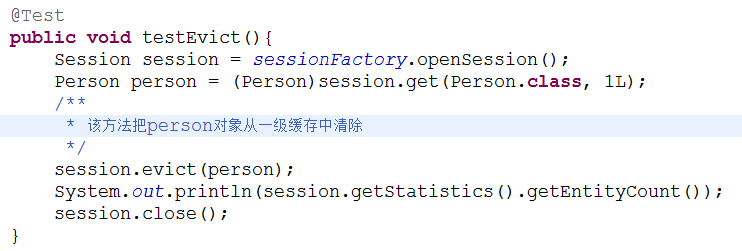 @Test
public void testEvict(){
    Session session = sessionFactory.openSession();
    Person person = (Person)session.get(Person.class, 1L);
    /**
     * 该方法把person对象从一级缓存中清除
     */
    session.evict(person);
    System.out.println(session.getStatistics().getEntityCount());
    session.close();
}